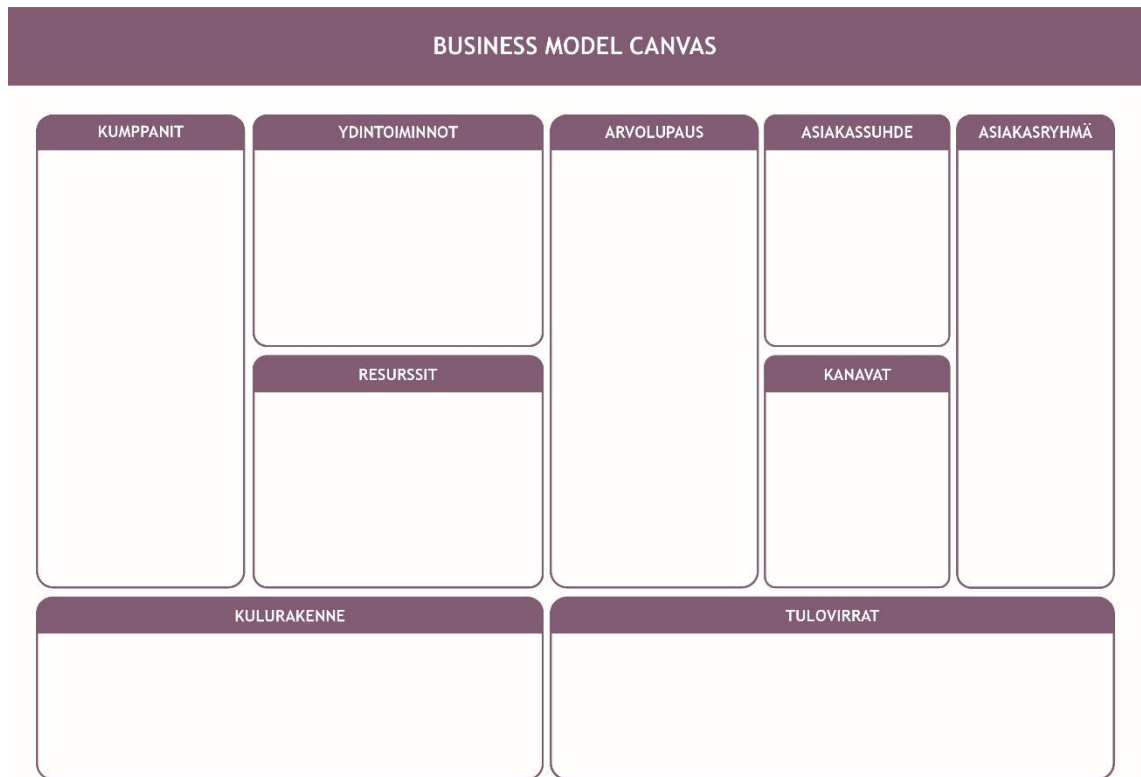 BUSINESS MODEL CANVAS
KUMPPANIT
YDINTOIMINNOT
ARVOLUPAUS
ASIAKASSUHDE
ASIAKASRYHMÄ
RESURSSIT
KANAVAT
KULURAKENNE
TULOVIRRAT